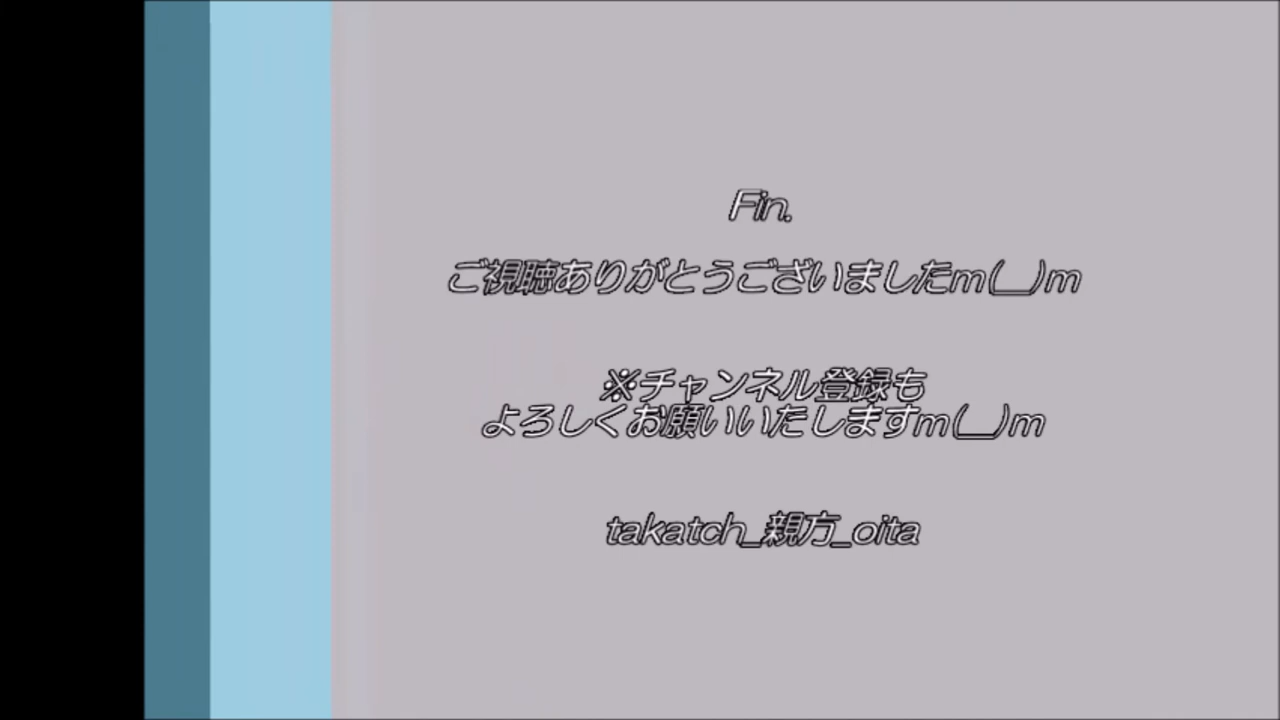 Fin.
ご視聴ありがとうございましたm(__)m
※チャンネル登録も
よろしくお願いいたしますm(__)m
takatch_親方_oita